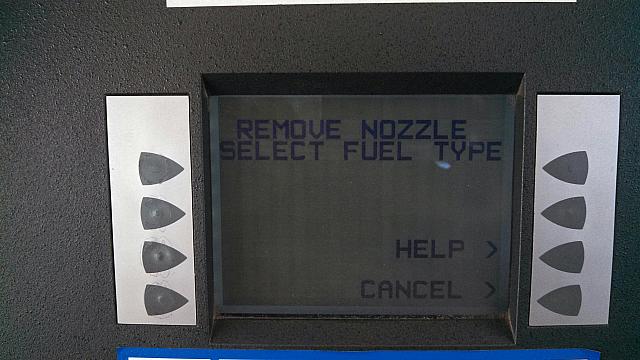 REMOVE NOZZLE
SELECT FUEL TYPE
HELP >
CANCEL >